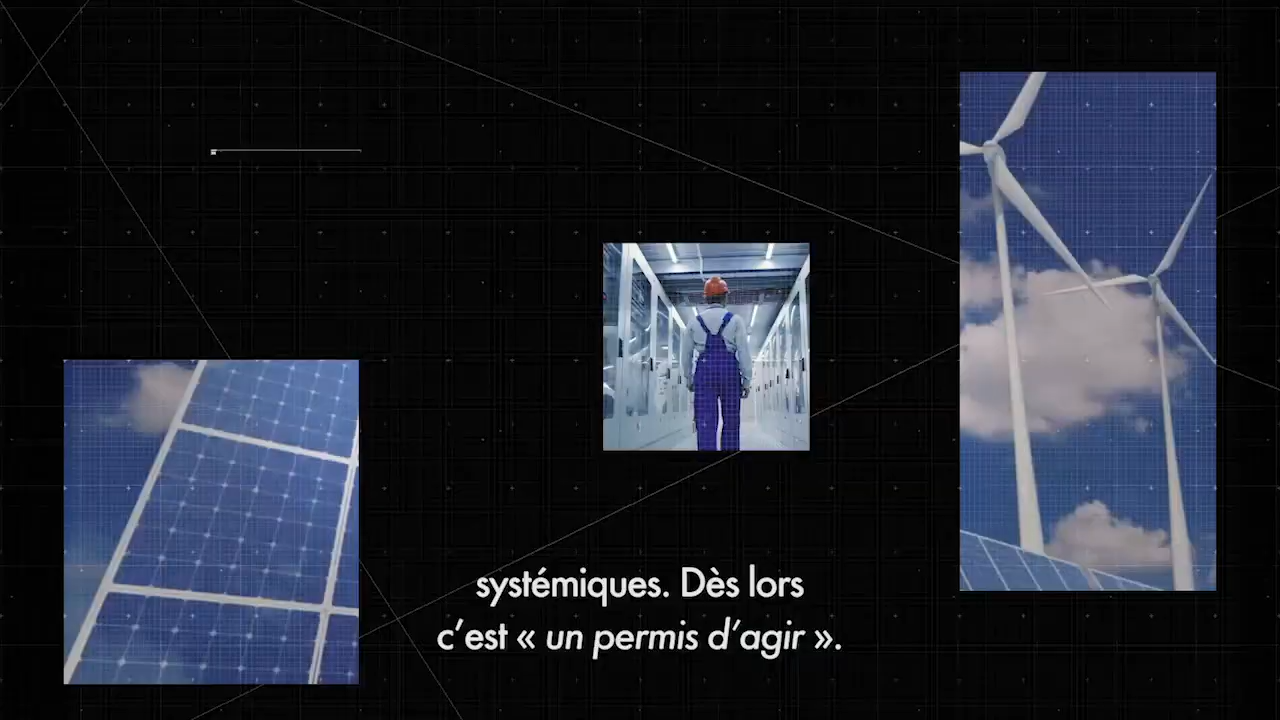 systémiques. Dès lors
c’est « un permis d’agir ».